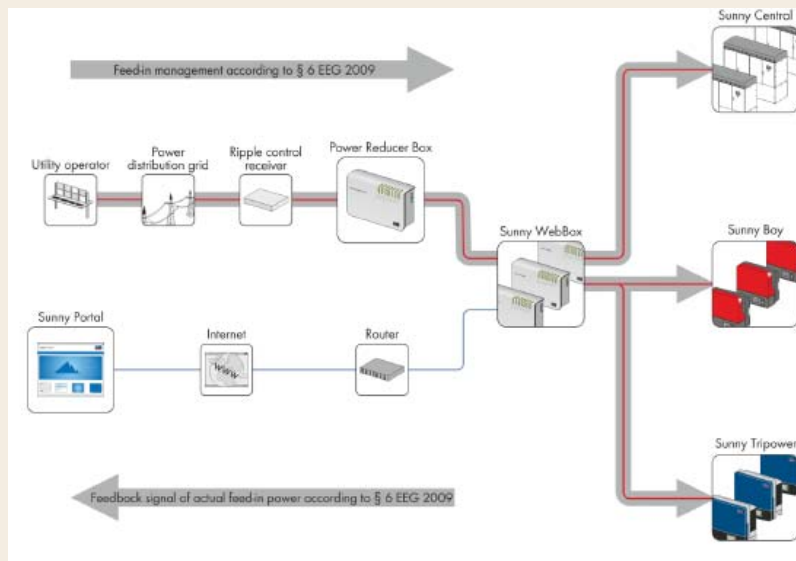 Sunny Central
Feed-in management according to § 6 EEG 2009
Utility operator
Power
distribution grid
Ripple control
receiver
Power Reducer Box
Sunny WebBox
Sunny Boy
Sunny Portal
Internet
WWW
Router
Sunny Tripower
Feedback signal of actual feed-in power according to § 6 EEG 2009